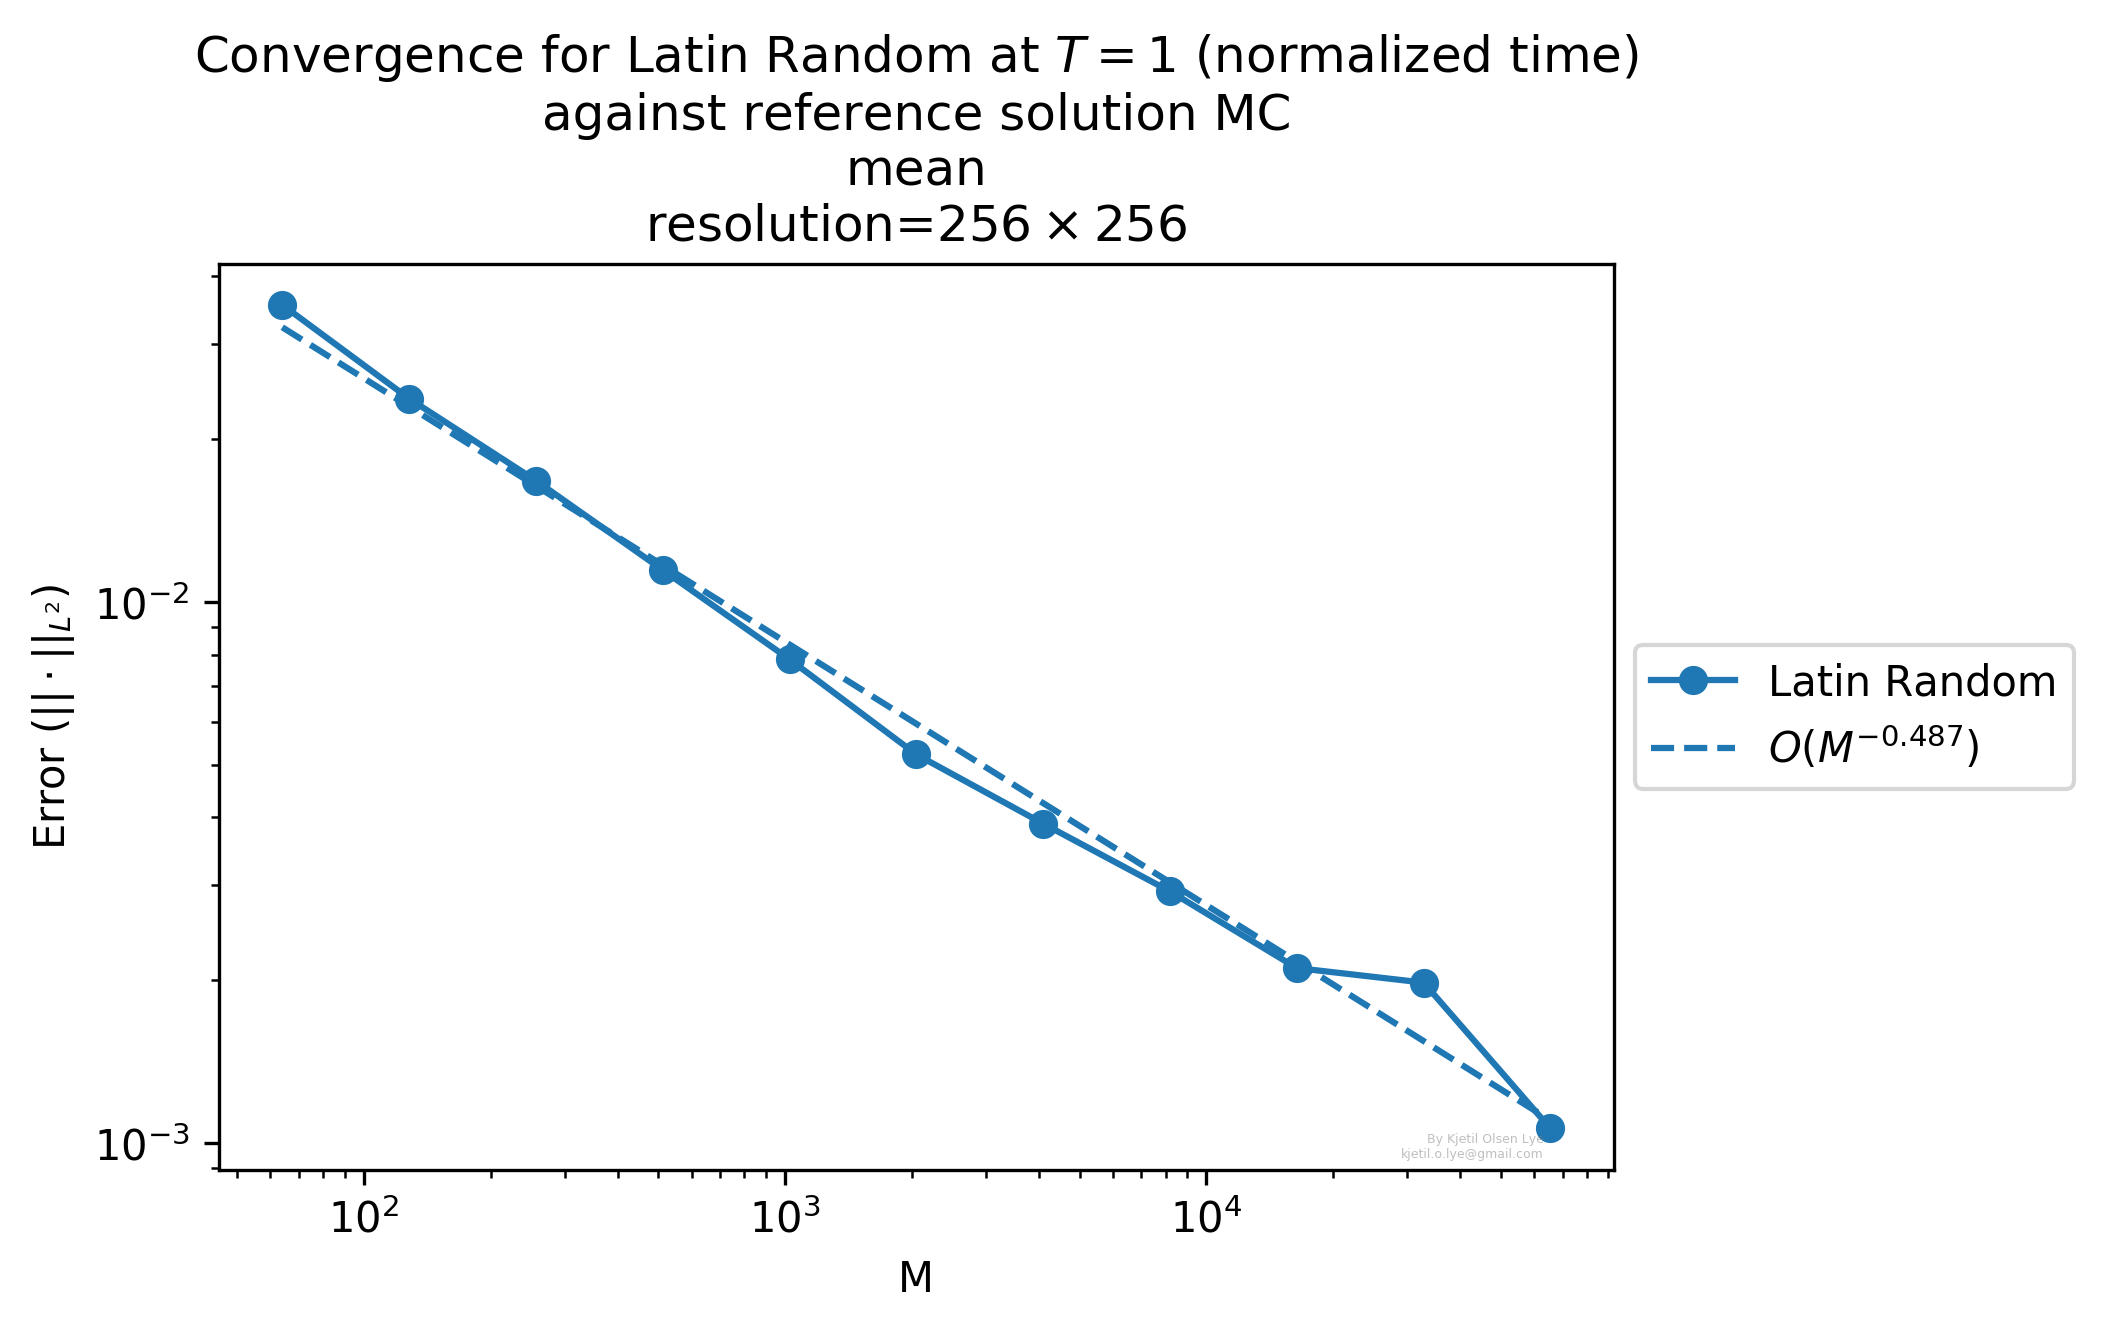 Convergence for Latin Random at T = 1 (normalized time)
against reference solution MC
mean
resolution=256 × 256
Error (|| · ||_{L^2})
10^{-2}
10^{-3}
10^2
10^3
10^4
M
Latin Random
O(M^{-0.487})
By Kjetil Olsen Lye
kjetil.o.lye@gmail.com